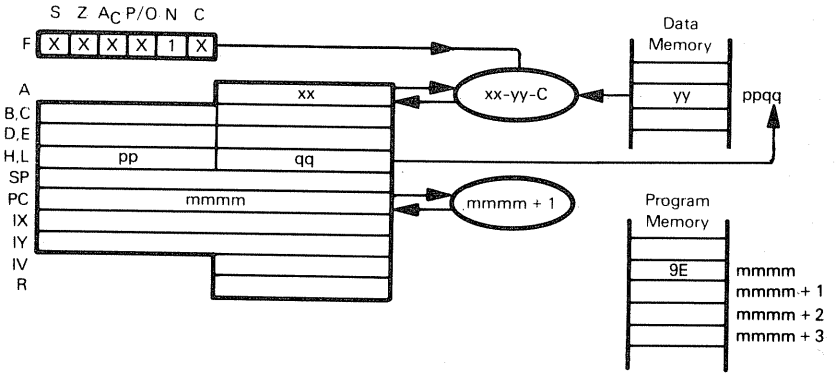 S Z AC P/O N C
F X X X X 1 X
Data
Memory
A xx
xx-yy-C
yy ppqq
B,C
D,E
H,L pp qq
SP
PC mmmm
mmmm + 1
IX
IY
IV
R
Program
Memory
9E mmmm
mmmm + 1
mmmm + 2
mmmm + 3